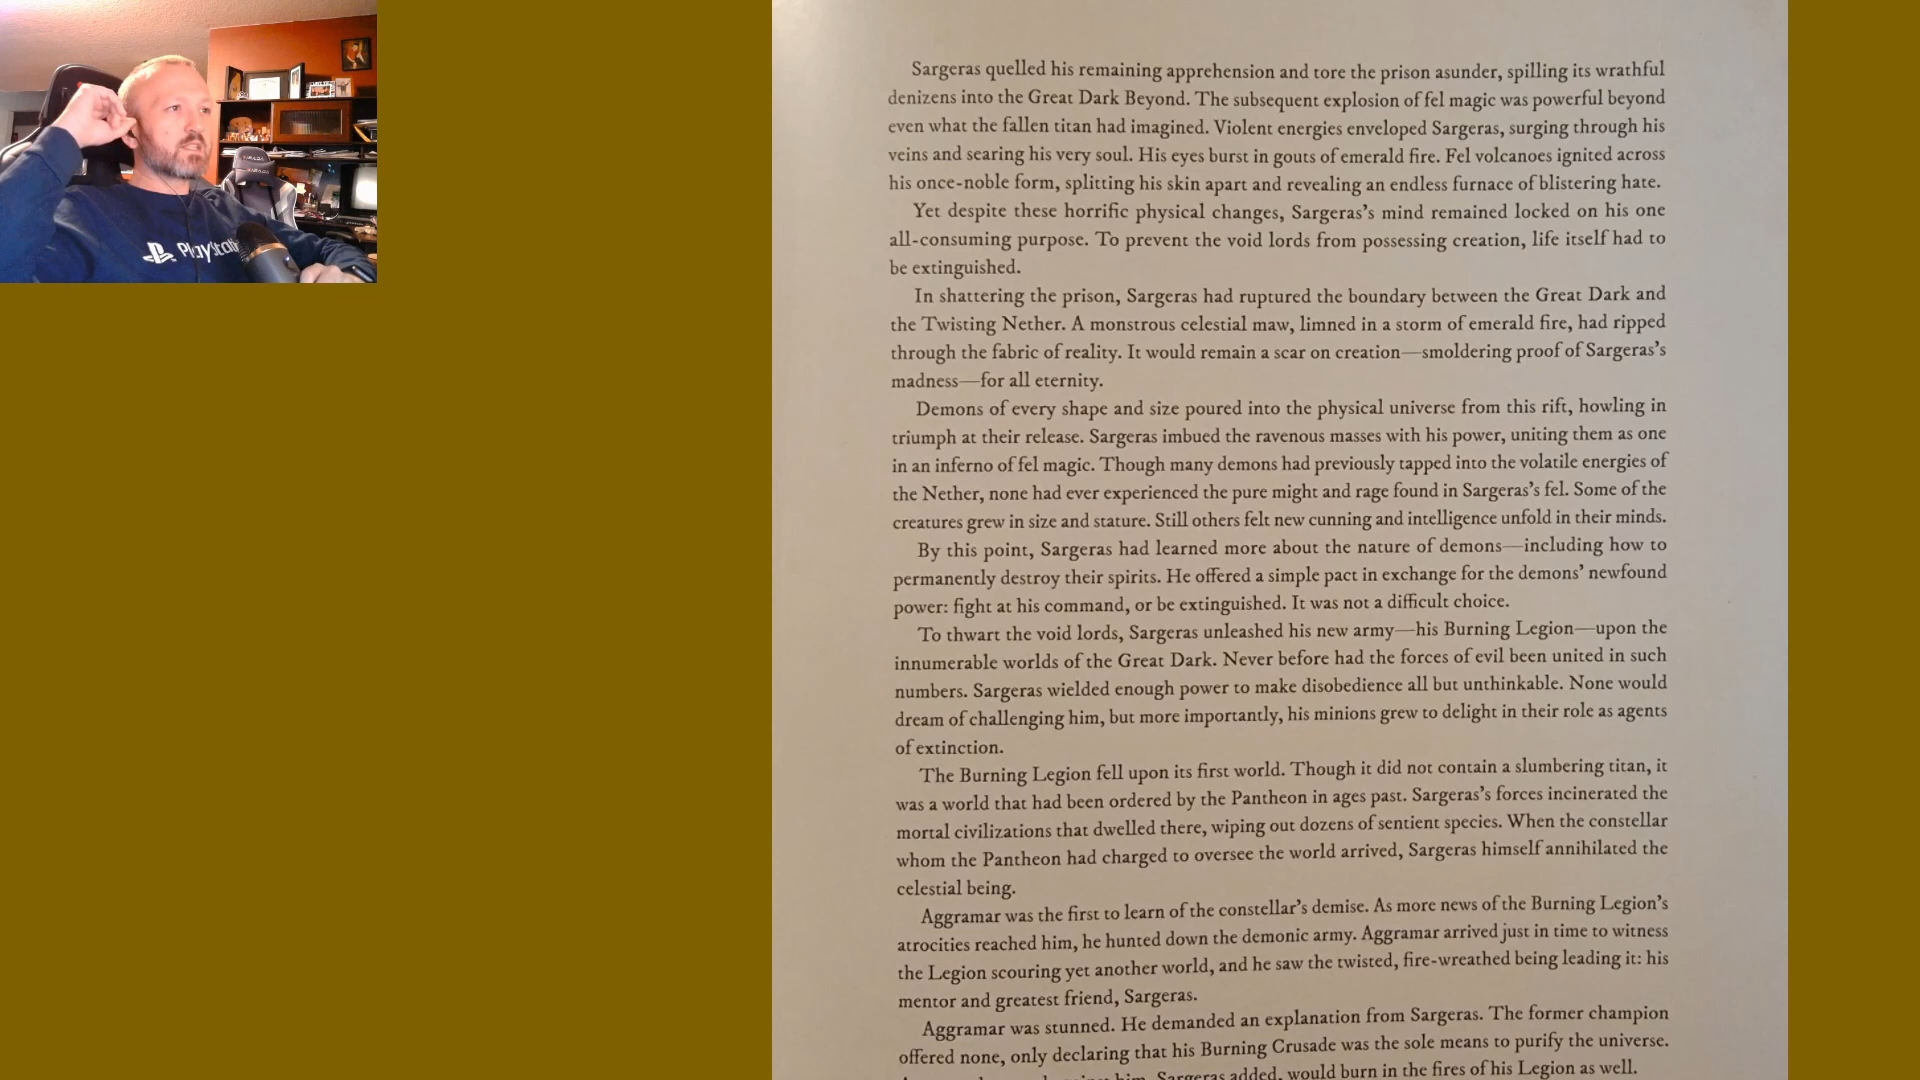 PlayStati
Sargeras quelled his remaining apprehension and tore the prison asunder, spilling its wrathful
denizens into the Great Dark Beyond. The subsequent explosion of fel magic was powerful beyond
even what the fallen titan had imagined. Violent energies enveloped Sargeras, surging through his
veins and searing his very soul. His eyes burst in gouts of emerald fire. Fel volcanoes ignited across
his once-noble form, splitting his skin apart and revealing an endless furnace of blistering hate.
Yet despite these horrific physical changes, Sargeras's mind remained locked on his one
all-consuming purpose. To prevent the void lords from possessing creation, life itself had to
be extinguished.
In shattering the prison, Sargeras had ruptured the boundary between the Great Dark and
the Twisting Nether. A monstrous celestial maw, limned in a storm of emerald fire, had ripped
through the fabric of reality. It would remain a scar on creation—smoldering proof of Sargeras's
madness—for all eternity.
Demons of every shape and size poured into the physical universe from this rift, howling in
triumph at their release. Sargeras imbued the ravenous masses with his power, uniting them as one
in an inferno of fel magic. Though many demons had previously tapped into the volatile energies of
the Nether, none had ever experienced the pure might and rage found in Sargeras's fel. Some of the
creatures grew in size and stature. Still others felt new cunning and intelligence unfold in their minds.
By this point, Sargeras had learned more about the nature of demons—including how to
permanently destroy their spirits. He offered a simple pact in exchange for the demons' newfound
power: fight at his command, or be extinguished. It was not a difficult choice.
To thwart the void lords, Sargeras unleashed his new army—his Burning Legion—upon the
innumerable worlds of the Great Dark. Never before had the forces of evil been united in such
numbers. Sargeras wielded enough power to make disobedience all but unthinkable. None would
dream of challenging him, but more importantly, his minions grew to delight in their role as agents
of extinction.
The Burning Legion fell upon its first world. Though it did not contain a slumbering titan, it
was a world that had been ordered by the Pantheon in ages past. Sargeras's forces incinerated the
mortal civilizations that dwelled there, wiping out dozens of sentient species. When the constellar
whom the Pantheon had charged to oversee the world arrived, Sargeras himself annihilated the
celestial being.
Aggramar was the first to learn of the constellar's demise. As more news of the Burning Legion's
atrocities reached him, he hunted down the demonic army. Aggramar arrived just in time to witness
the Legion scouring yet another world, and he saw the twisted, fire-wreathed being leading it: his
mentor and greatest friend, Sargeras.
Aggramar was stunned. He demanded an explanation from Sargeras. The former champion
offered none, only declaring that his Burning Crusade was the sole means to purify the universe.
him, Sargeras added, would burn in the fires of his Legion as well.